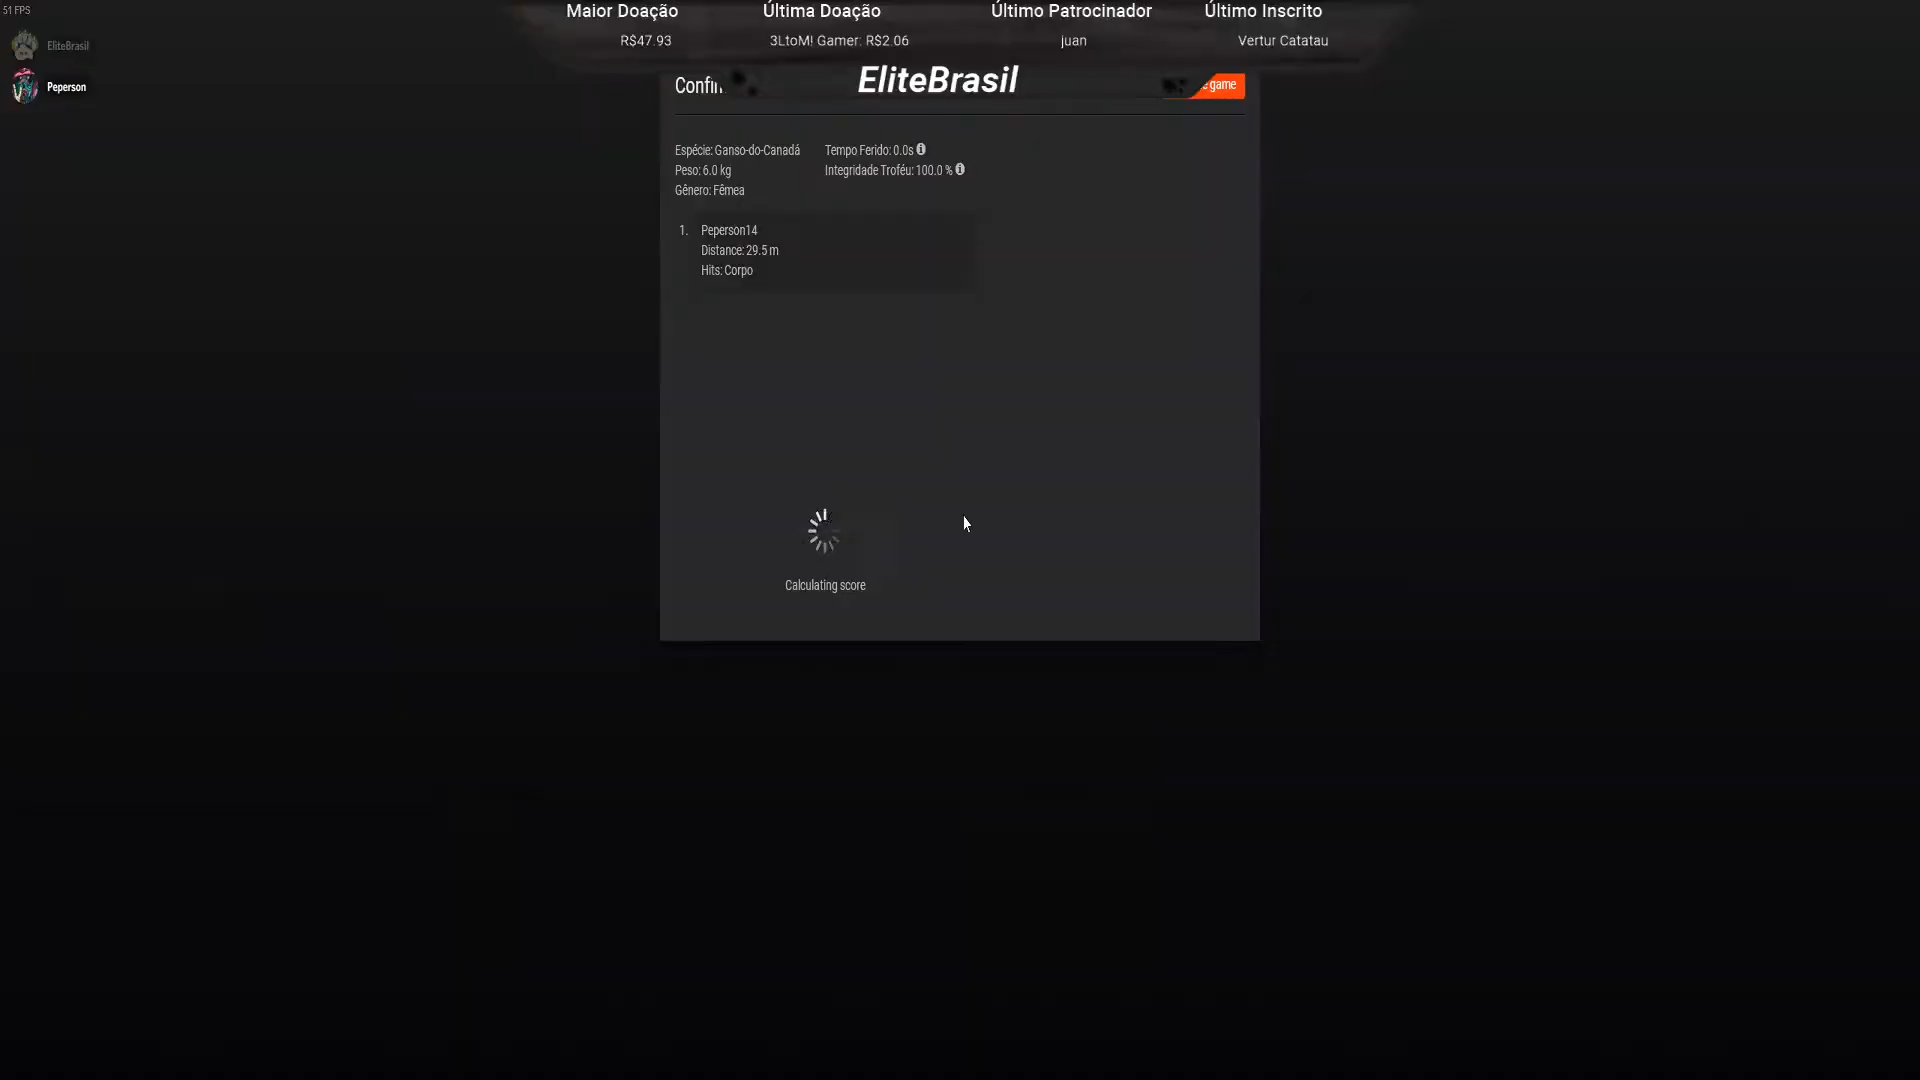 51 FPS
Maior Doação
Última Doação
Último Patrocinador
Último Inscrito
R$47.93
3LtoM! Gamer: R$2.06
juan
Vertur Catatau
EliteBrasil
Peperson
EliteBrasil
game
Espécie: Ganso-do-Canadá
Tempo Ferido: 0.0s
Peso: 6.0 kg
Integridade Troféu: 100.0 %
Gênero: Fêmea
1. Peperson14
Distance: 29.5 m
Hits: Corpo
Calculating score